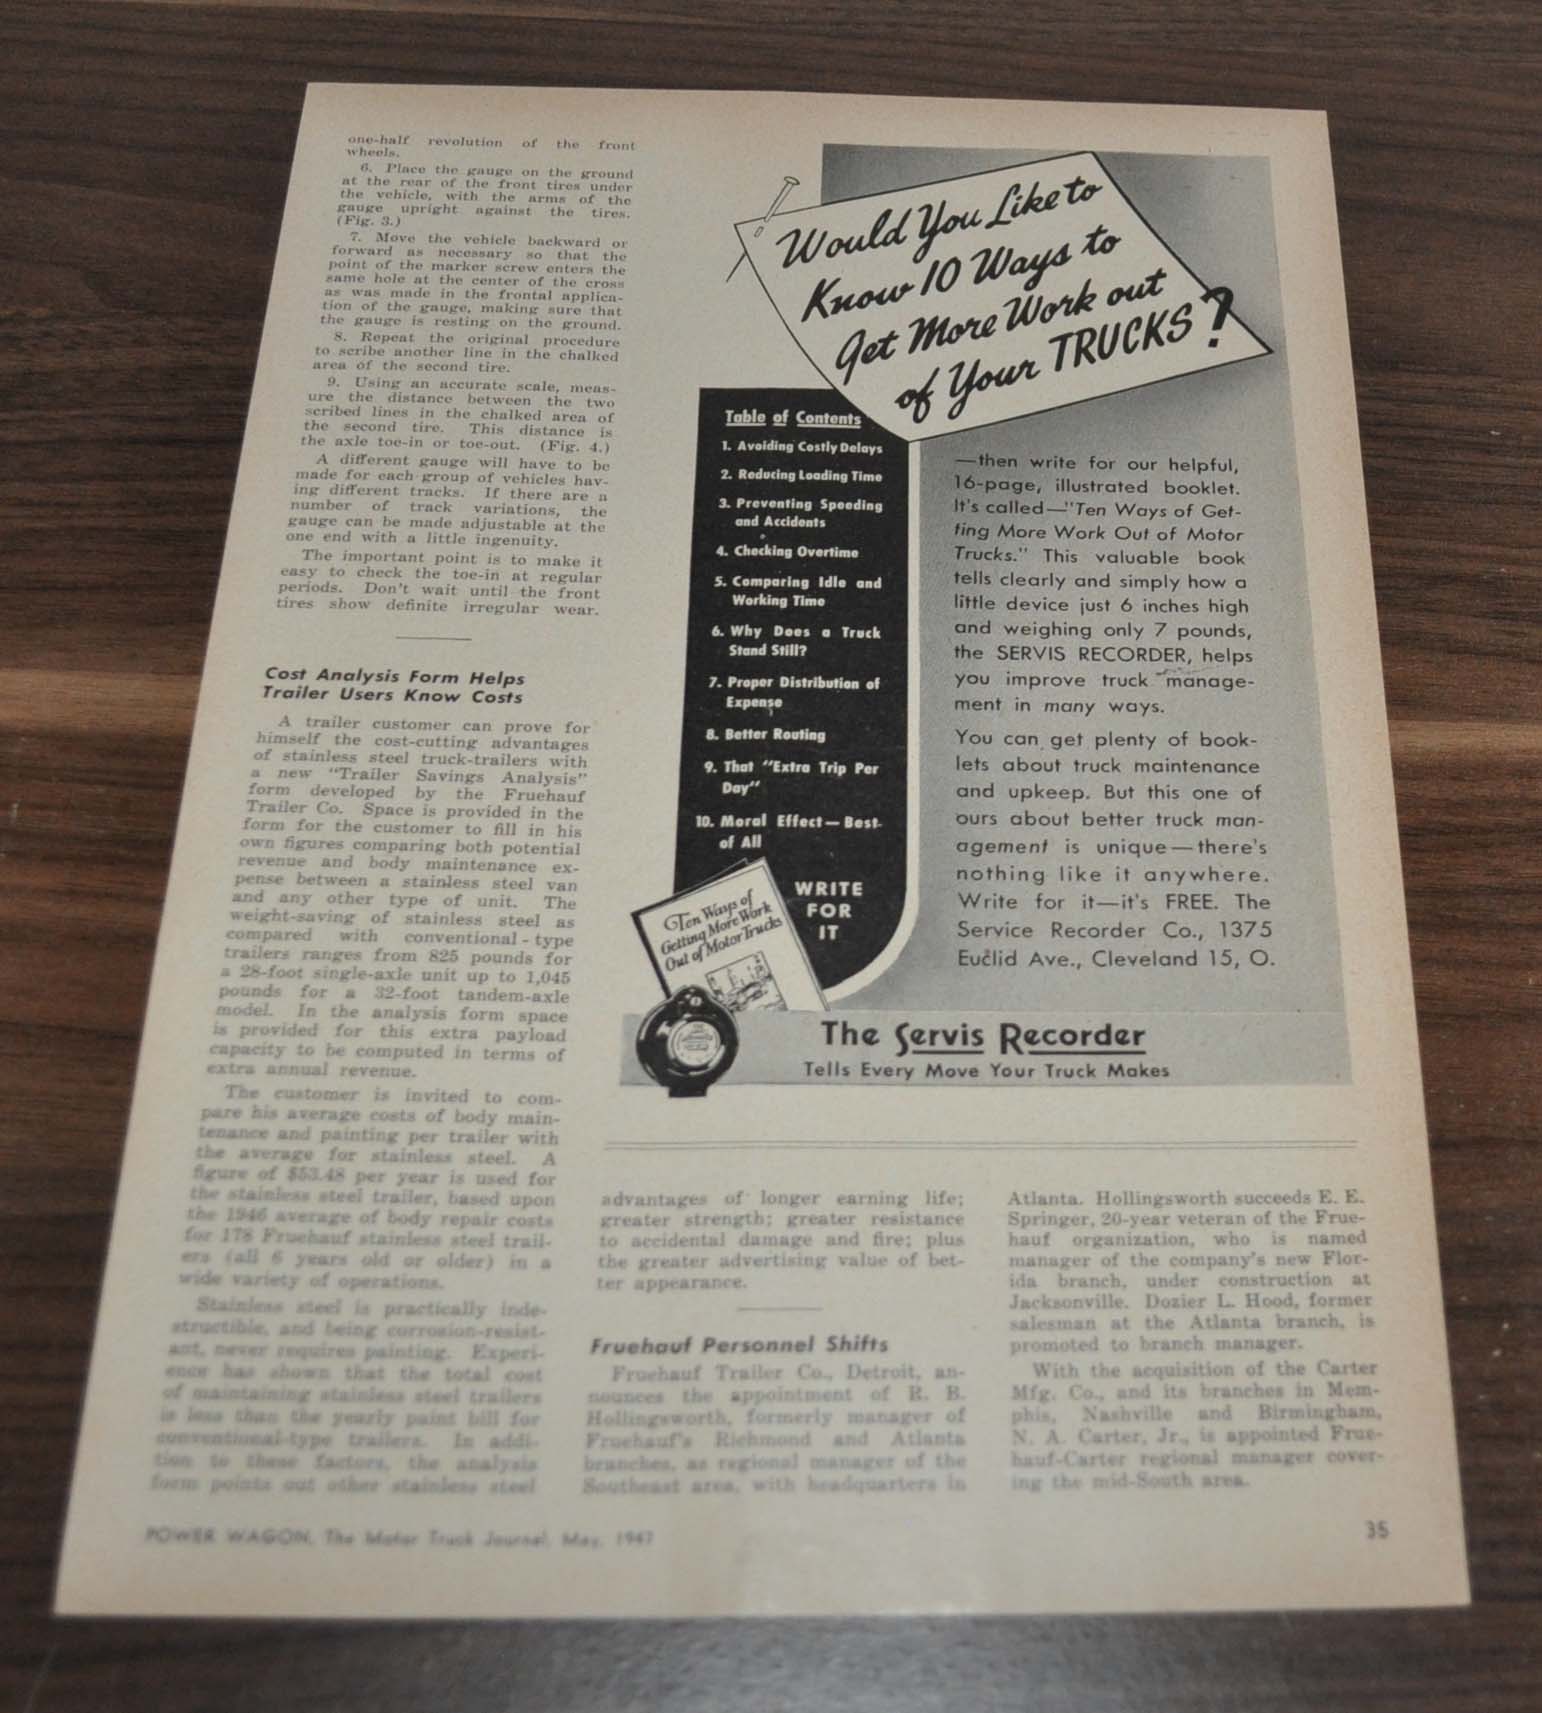 one-half revolution of the front
wheels.
6. Place the gauge on the ground
at the rear of the front tires under
the vehicle, with the arms of the
gauge upright against the tires.
(Fig. 3.)
7. Move the vehicle backward or
forward as necessary so that the
point of the marker screw enters the
same hole at the center of the cross
as was made in the frontal applica-
tion of the gauge, making sure that
the gauge is resting on the ground.
8. Repeat the original procedure
to scribe another line in the chalked
area of the second tire.
9. Using an accurate scale, meas-
ure the distance between the two
scribed lines in the chalked area of
the second tire. This distance is
the axle toe-in or toe-out. (Fig. 4.)
A different gauge will have to be
made for each group of vehicles hav-
ing different tracks. If there are a
number of track variations, the
gauge can be made adjustable at the
one end with a little ingenuity.
The important point is to make it
easy to check the toe-in at regular
periods. Don't wait until the front
tires show definite irregular wear.
Cost Analysis Form Helps
Trailer Users Know Costs
A trailer customer can prove for
himself the cost-cutting advantages
of stainless steel truck-trailers with
a new "Trailer Savings Analysis"
form developed by the Fruehauf
Trailer Co. Space is provided in the
form for the customer to fill in his
own figures comparing both potential
revenue and body maintenance ex-
pense between a stainless steel van
and any other type of unit. The
weight-saving of stainless steel as
compared with conventional-type
trailers ranges from 825 pounds for
a 28-foot single-axle unit up to 1,045
pounds for a 32-foot tandem-axle
model. In the analysis form space
is provided for this extra payload
capacity to be computed in terms of
extra annual revenue.
The customer is invited to com-
pare his average costs of body main-
tenance and painting per trailer with
the average for stainless steel. A
figure of $53.48 per year is used for
the stainless steel trailer, based upon
the 1946 average of body repair costs
for 178 Fruehauf stainless steel trail-
ers (all 6 years old or older) in a
wide variety of operations.
Stainless steel is practically inde-
structible, and being corrosion-resist-
ant, never requires painting. Experi-
ence has shown that the total cost
of maintaining stainless steel trailers
is less than the yearly paint bill for
conventional-type trailers. In addi-
tion to these factors, the analysis
form points out other stainless steel
Would You Like to
Know 10 Ways to
Get More Work out
of Your TRUCKS?
Table of Contents
1. Avoiding Costly Delays
2. Reducing Loading Time
3. Preventing Speeding
and Accidents
4. Checking Overtime
5. Comparing Idle and
Working Time
6. Why Does a Truck
Stand Still?
7. Proper Distribution of
Expense
8. Better Routing
9. That "Extra Trip Per
Day"
10. Moral Effect—Best
of All
WRITE
FOR
IT
Ten Ways of
Getting More Work
Out of Motor Trucks
—then write for our helpful,
16-page, illustrated booklet.
It's called—"Ten Ways of Get-
ting More Work Out of Motor
Trucks." This valuable book
tells clearly and simply how a
little device just 6 inches high
and weighing only 7 pounds,
the SERVIS RECORDER, helps
you improve truck manage-
ment in many ways.
You can get plenty of book-
lets about truck maintenance
and upkeep. But this one of
ours about better truck man-
agement is unique—there's
nothing like it anywhere.
Write for it—it's FREE. The
Service Recorder Co., 1375
Euclid Ave., Cleveland 15, O.
The Servis Recorder
Tells Every Move Your Truck Makes
advantages of longer earning life;
greater strength; greater resistance
to accidental damage and fire; plus
the greater advertising value of bet-
ter appearance.
Fruehauf Personnel Shifts
Fruehauf Trailer Co., Detroit, an-
nounces the appointment of R. B.
Hollingsworth, formerly manager of
Fruehauf's Richmond and Atlanta
branches, as regional manager of the
Southeast area, with headquarters in
Atlanta. Hollingsworth succeeds E. E.
Springer, 20-year veteran of the Frue-
hauf organization, who is named
manager of the company's new Flor-
ida branch, under construction at
Jacksonville. Dozier L. Hood, former
salesman at the Atlanta branch, is
promoted to branch manager.
With the acquisition of the Carter
Mfg. Co., and its branches in Mem-
phis, Nashville and Birmingham,
N. A. Carter, Jr., is appointed Frue-
hauf-Carter regional manager cover-
ing the mid-South area.
POWER WAGON, The Motor Truck Journal, May, 1947
35